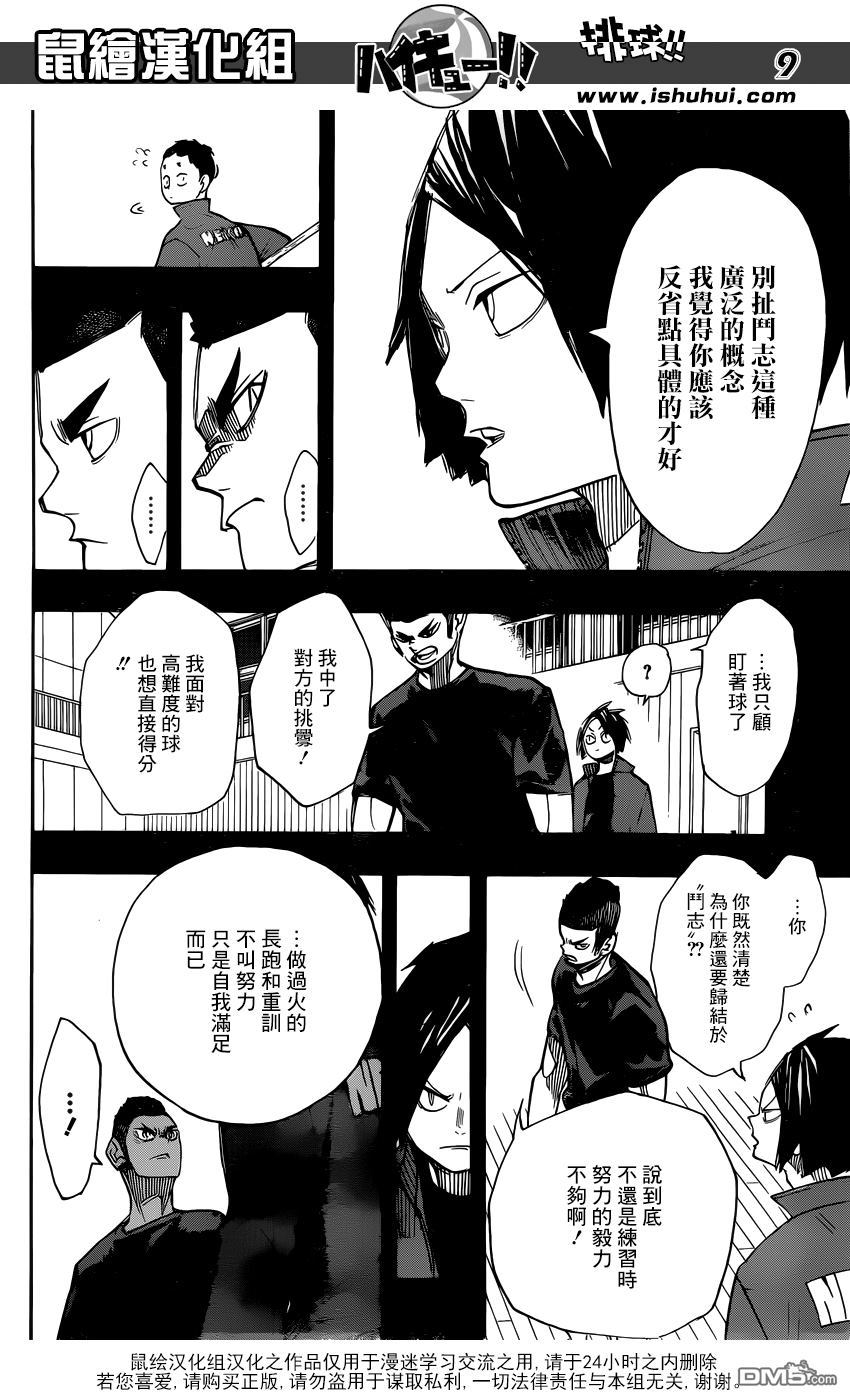 鼠繪漢化組
ハイキュー!!
排球!!
9
www.ishuhui.com
別扯鬥志這種
廣泛的概念
我覺得你應該
反省點具體的才好
NEKO
……
……
…我只顧
盯著球了
?
我中了
對方的挑釁!
我面對
高難度的球
也想直接得分
!!
…你
你既然清楚
為什麼還要歸結於
〝鬥志〞??
說到底
不還是練習時
努力的毅力
不夠啊!
…做過火的
長跑和重訓
不叫努力
只是自我滿足
而已
…!
N
鼠绘汉化组汉化之作品仅用于漫迷学习交流之用, 请于24小时之内删除
若您喜爱, 请购买正版, 请勿盗用于谋取私利, 一切法律责任与本组无关, 谢谢。
DM5.com